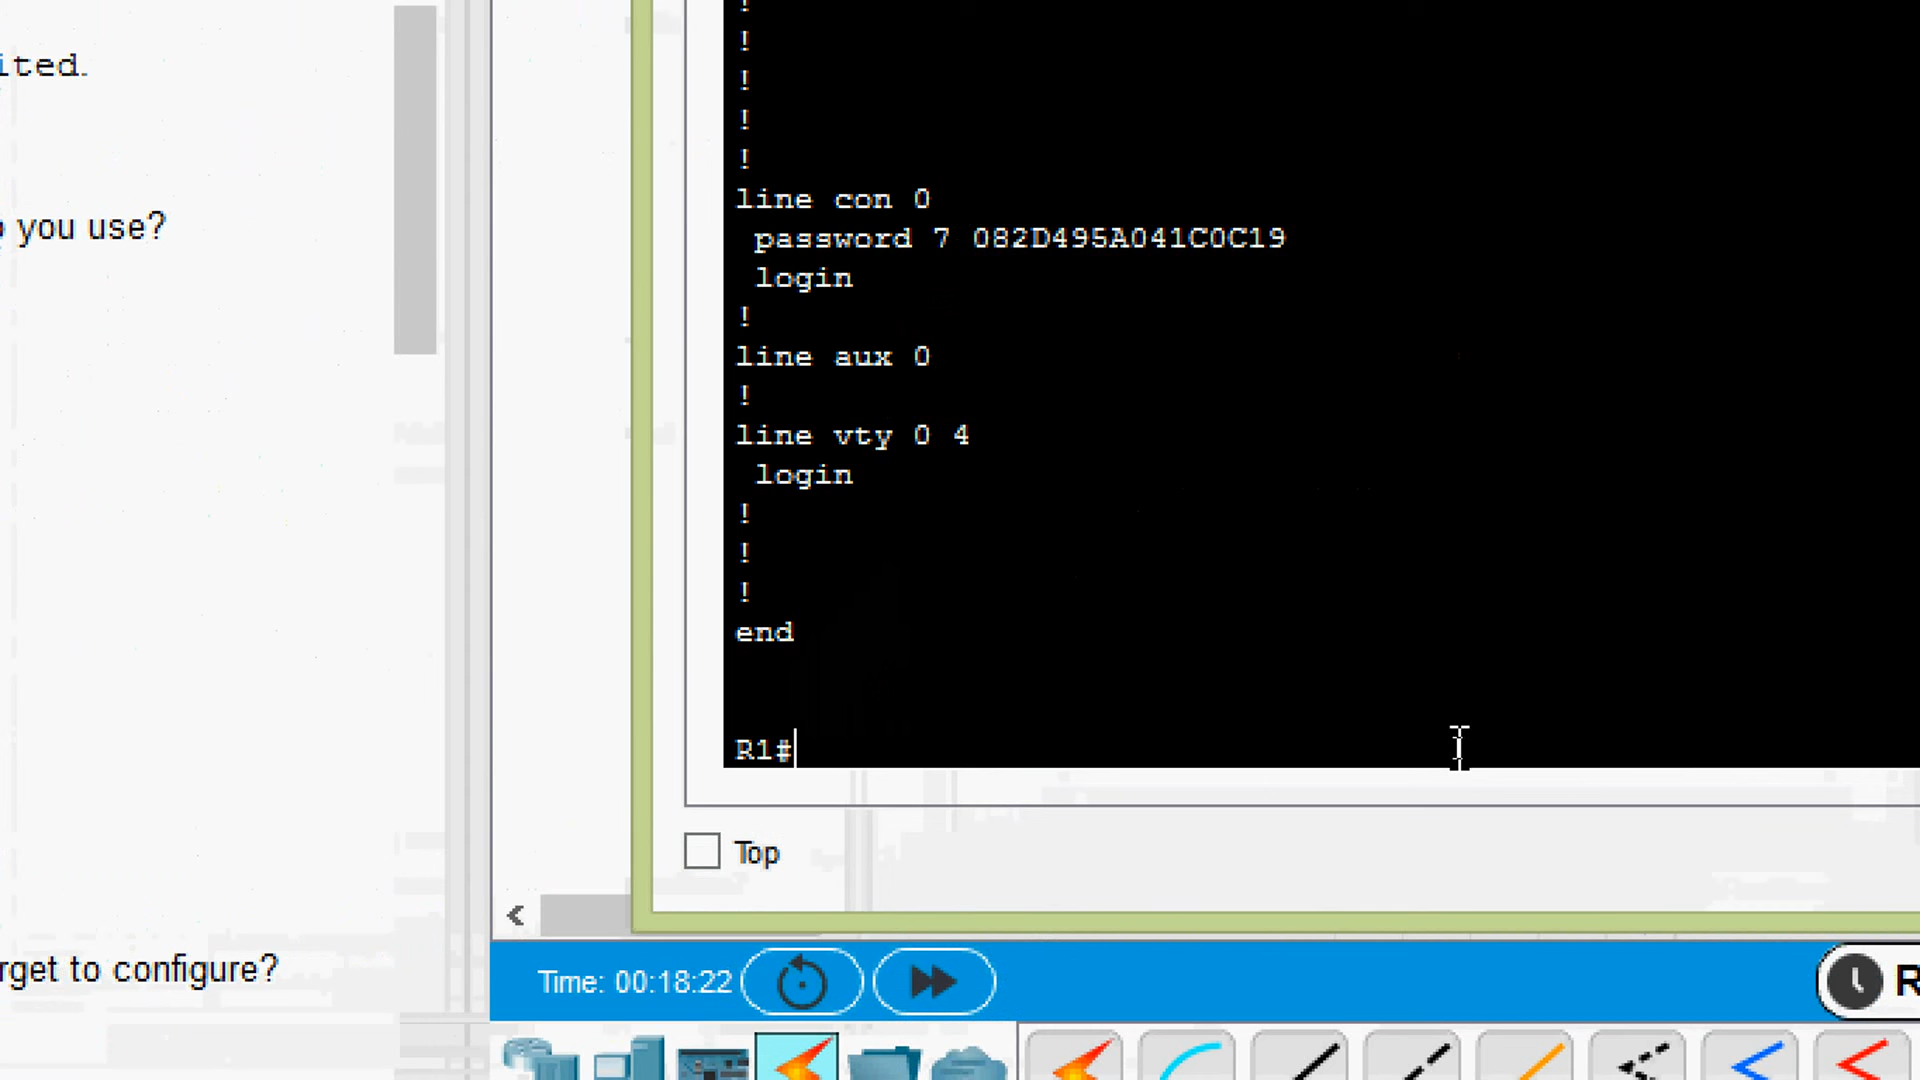 ited.
you use?
rget to configure?
!
!
!
!
!
line con 0
password 7 082D495A041C0C19
login
!
line aux 0
!
line vty 0 4
login
!
!
!
end
R1#
Top
<
Time: 00:18:22
R